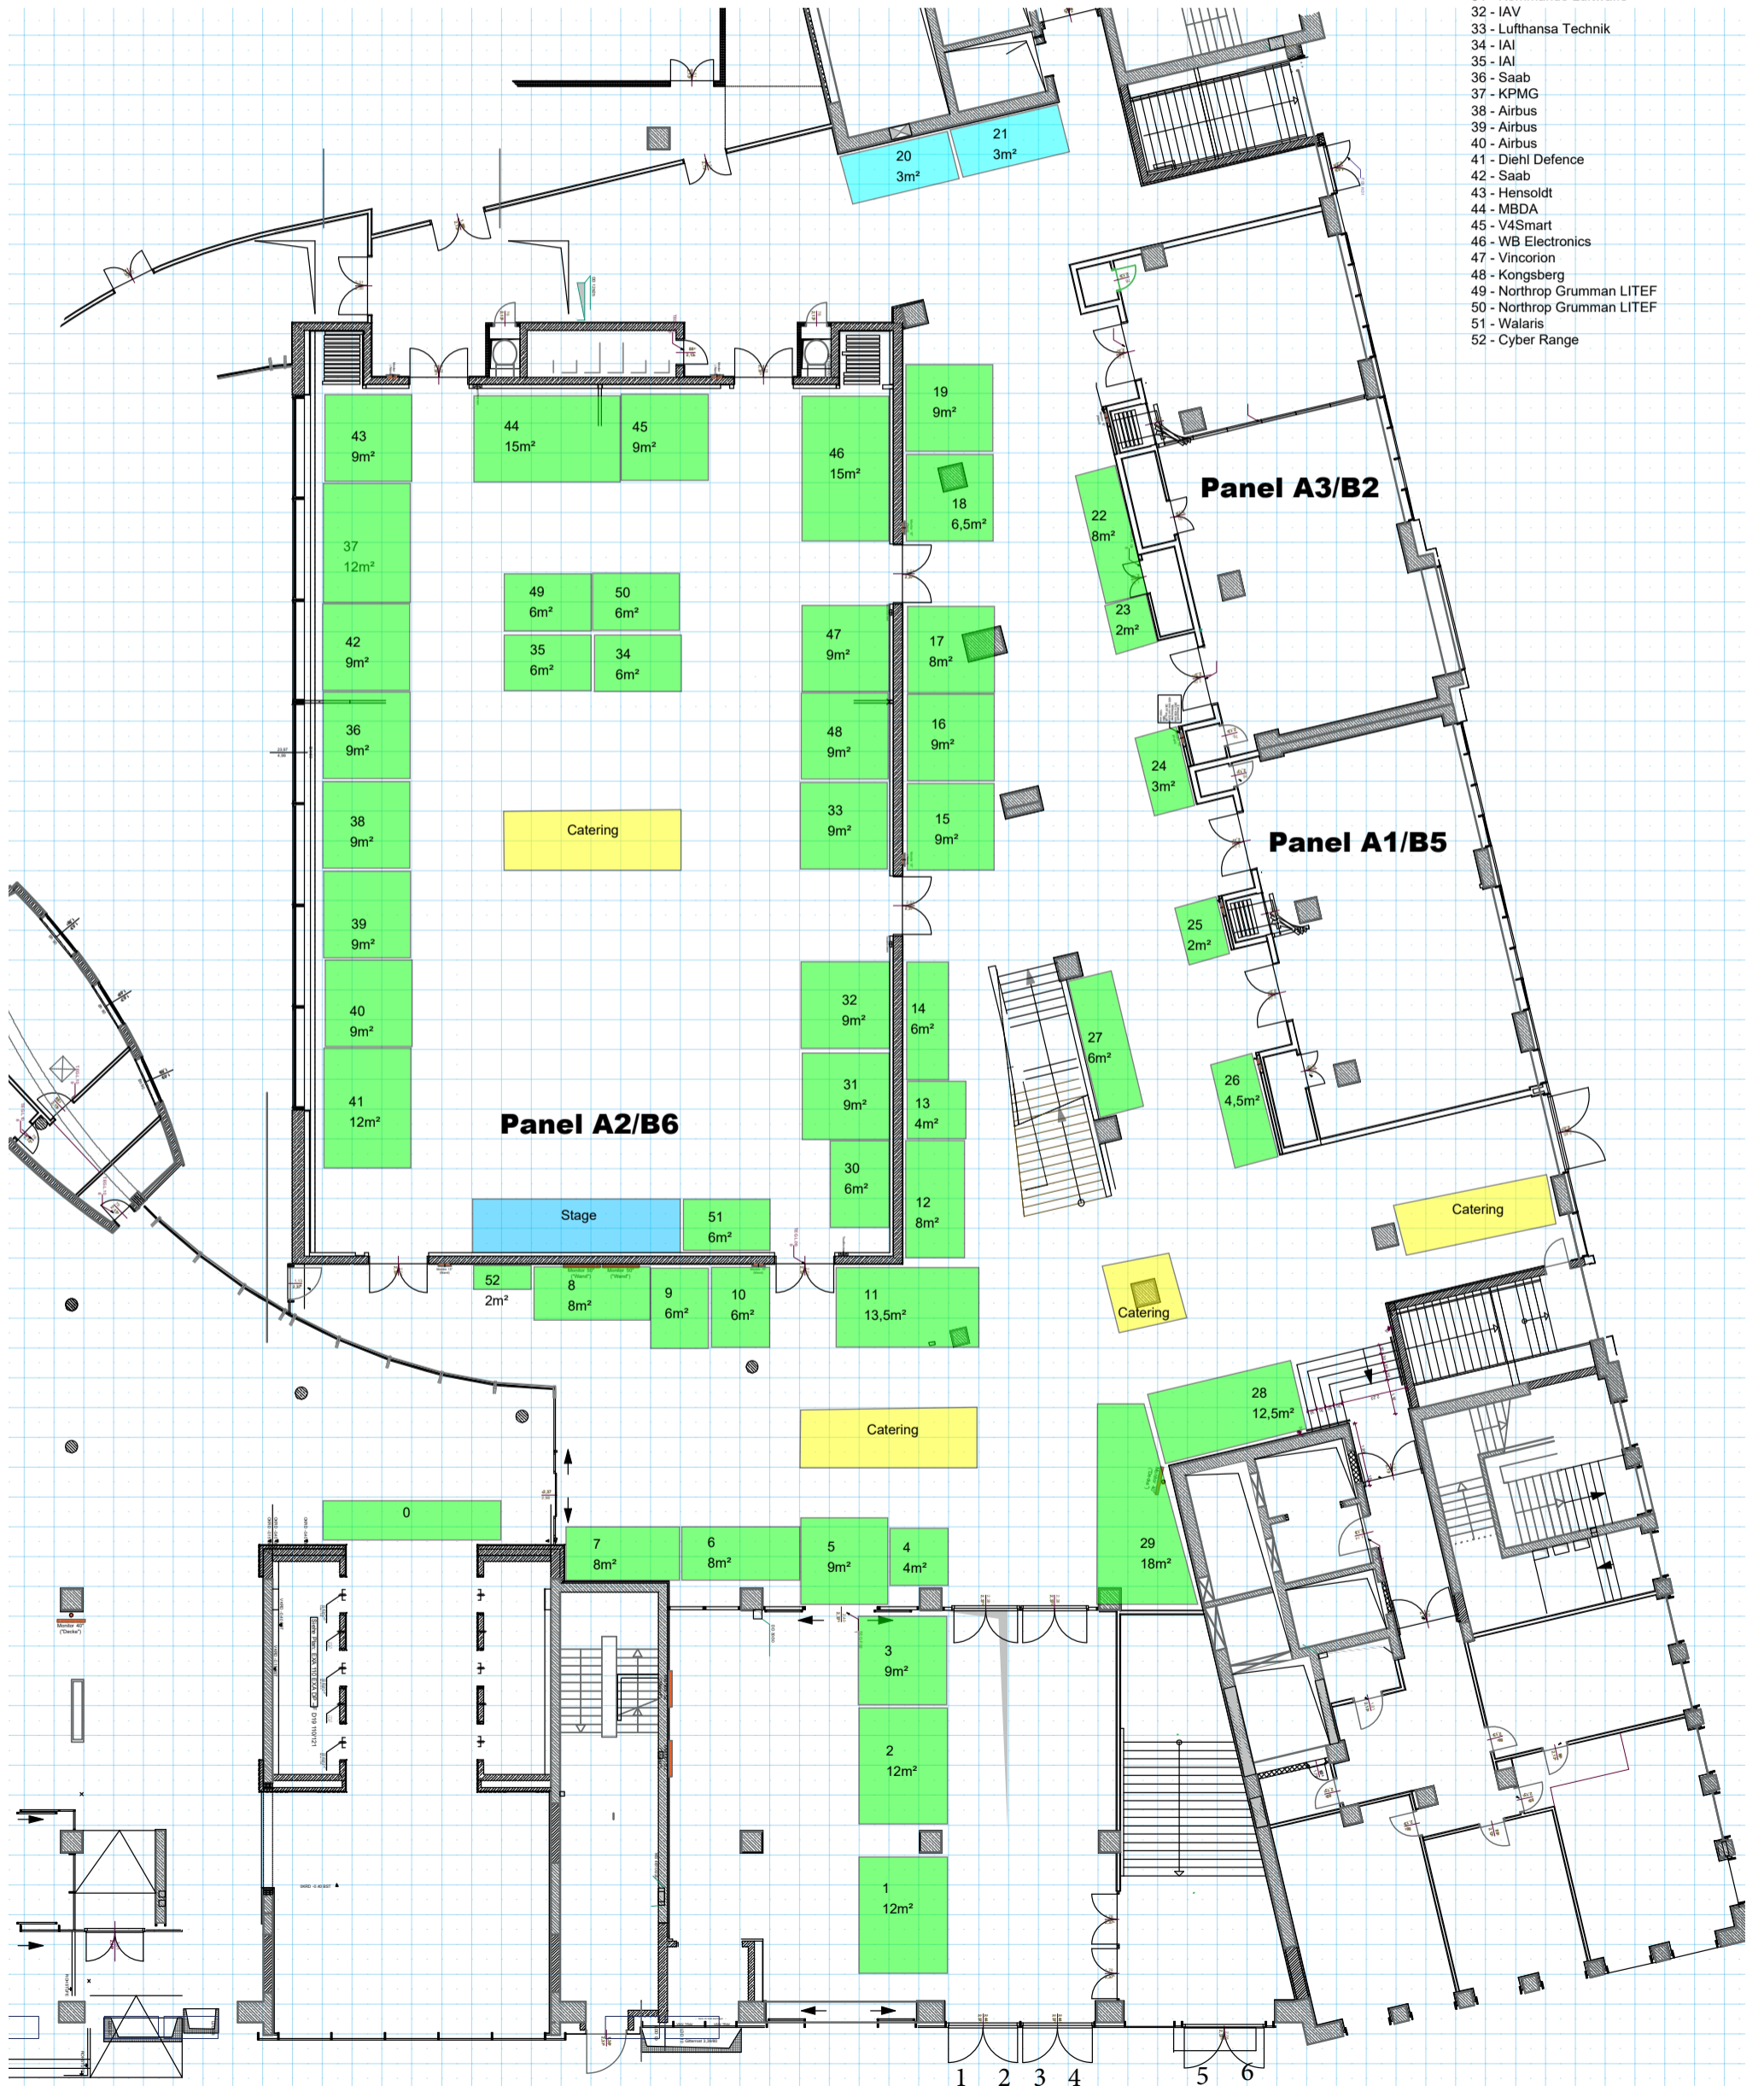 32 - IAV
33 - Lufthansa Technik
34 - IAI
35 - IAI
36 - Saab
37 - KPMG
38 - Airbus
39 - Airbus
40 - Airbus
41 - Diehl Defence
42 - Saab
43 - Hensoldt
44 - MBDA
45 - V4Smart
46 - WB Electronics
47 - Vincorion
48 - Kongsberg
49 - Northrop Grumman LITEF
50 - Northrop Grumman LITEF
51 - Walaris
52 - Cyber Range
21
3m²
20
3m²
19
9m²
43
9m²
44
15m²
45
9m²
46
15m²
18
6,5m²
Panel A3/B2
22
8m²
37
12m²
49
6m²
50
6m²
23
2m²
42
9m²
35
6m²
34
6m²
47
9m²
17
8m²
36
9m²
48
9m²
16
9m²
24
3m²
38
9m²
Catering
33
9m²
15
9m²
Panel A1/B5
39
9m²
25
2m²
40
9m²
32
9m²
14
6m²
27
6m²
41
12m²
Panel A2/B6
31
9m²
13
4m²
26
4,5m²
30
6m²
Stage
51
6m²
12
8m²
Catering
52
2m²
8
8m²
9
6m²
10
6m²
11
13,5m²
Catering
Catering
28
12,5m²
0
7
8m²
6
8m²
5
9m²
4
4m²
29
18m²
Monitor 40"
("Decke")
3
9m²
2
12m²
1
12m²
1 2 3 4 5 6